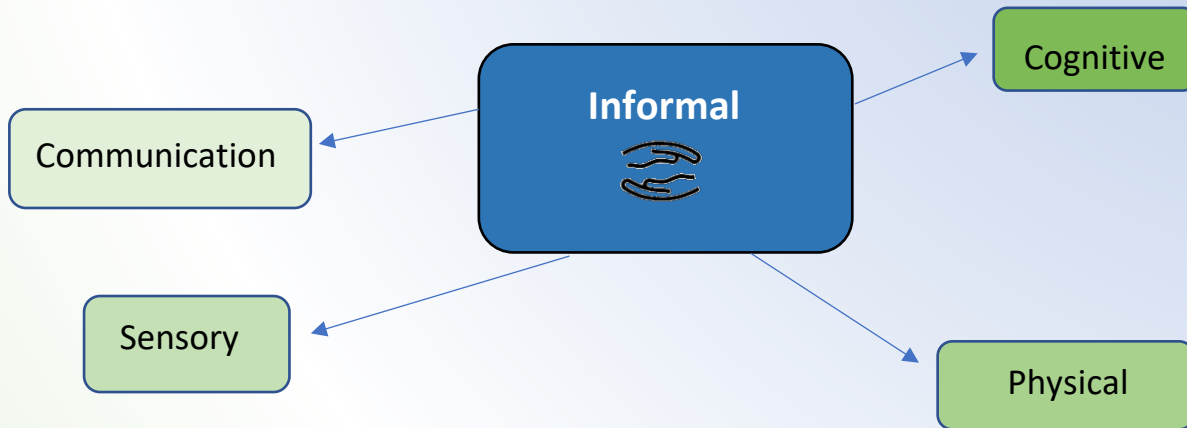 Informal
Cognitive
Communication
Sensory
Physical